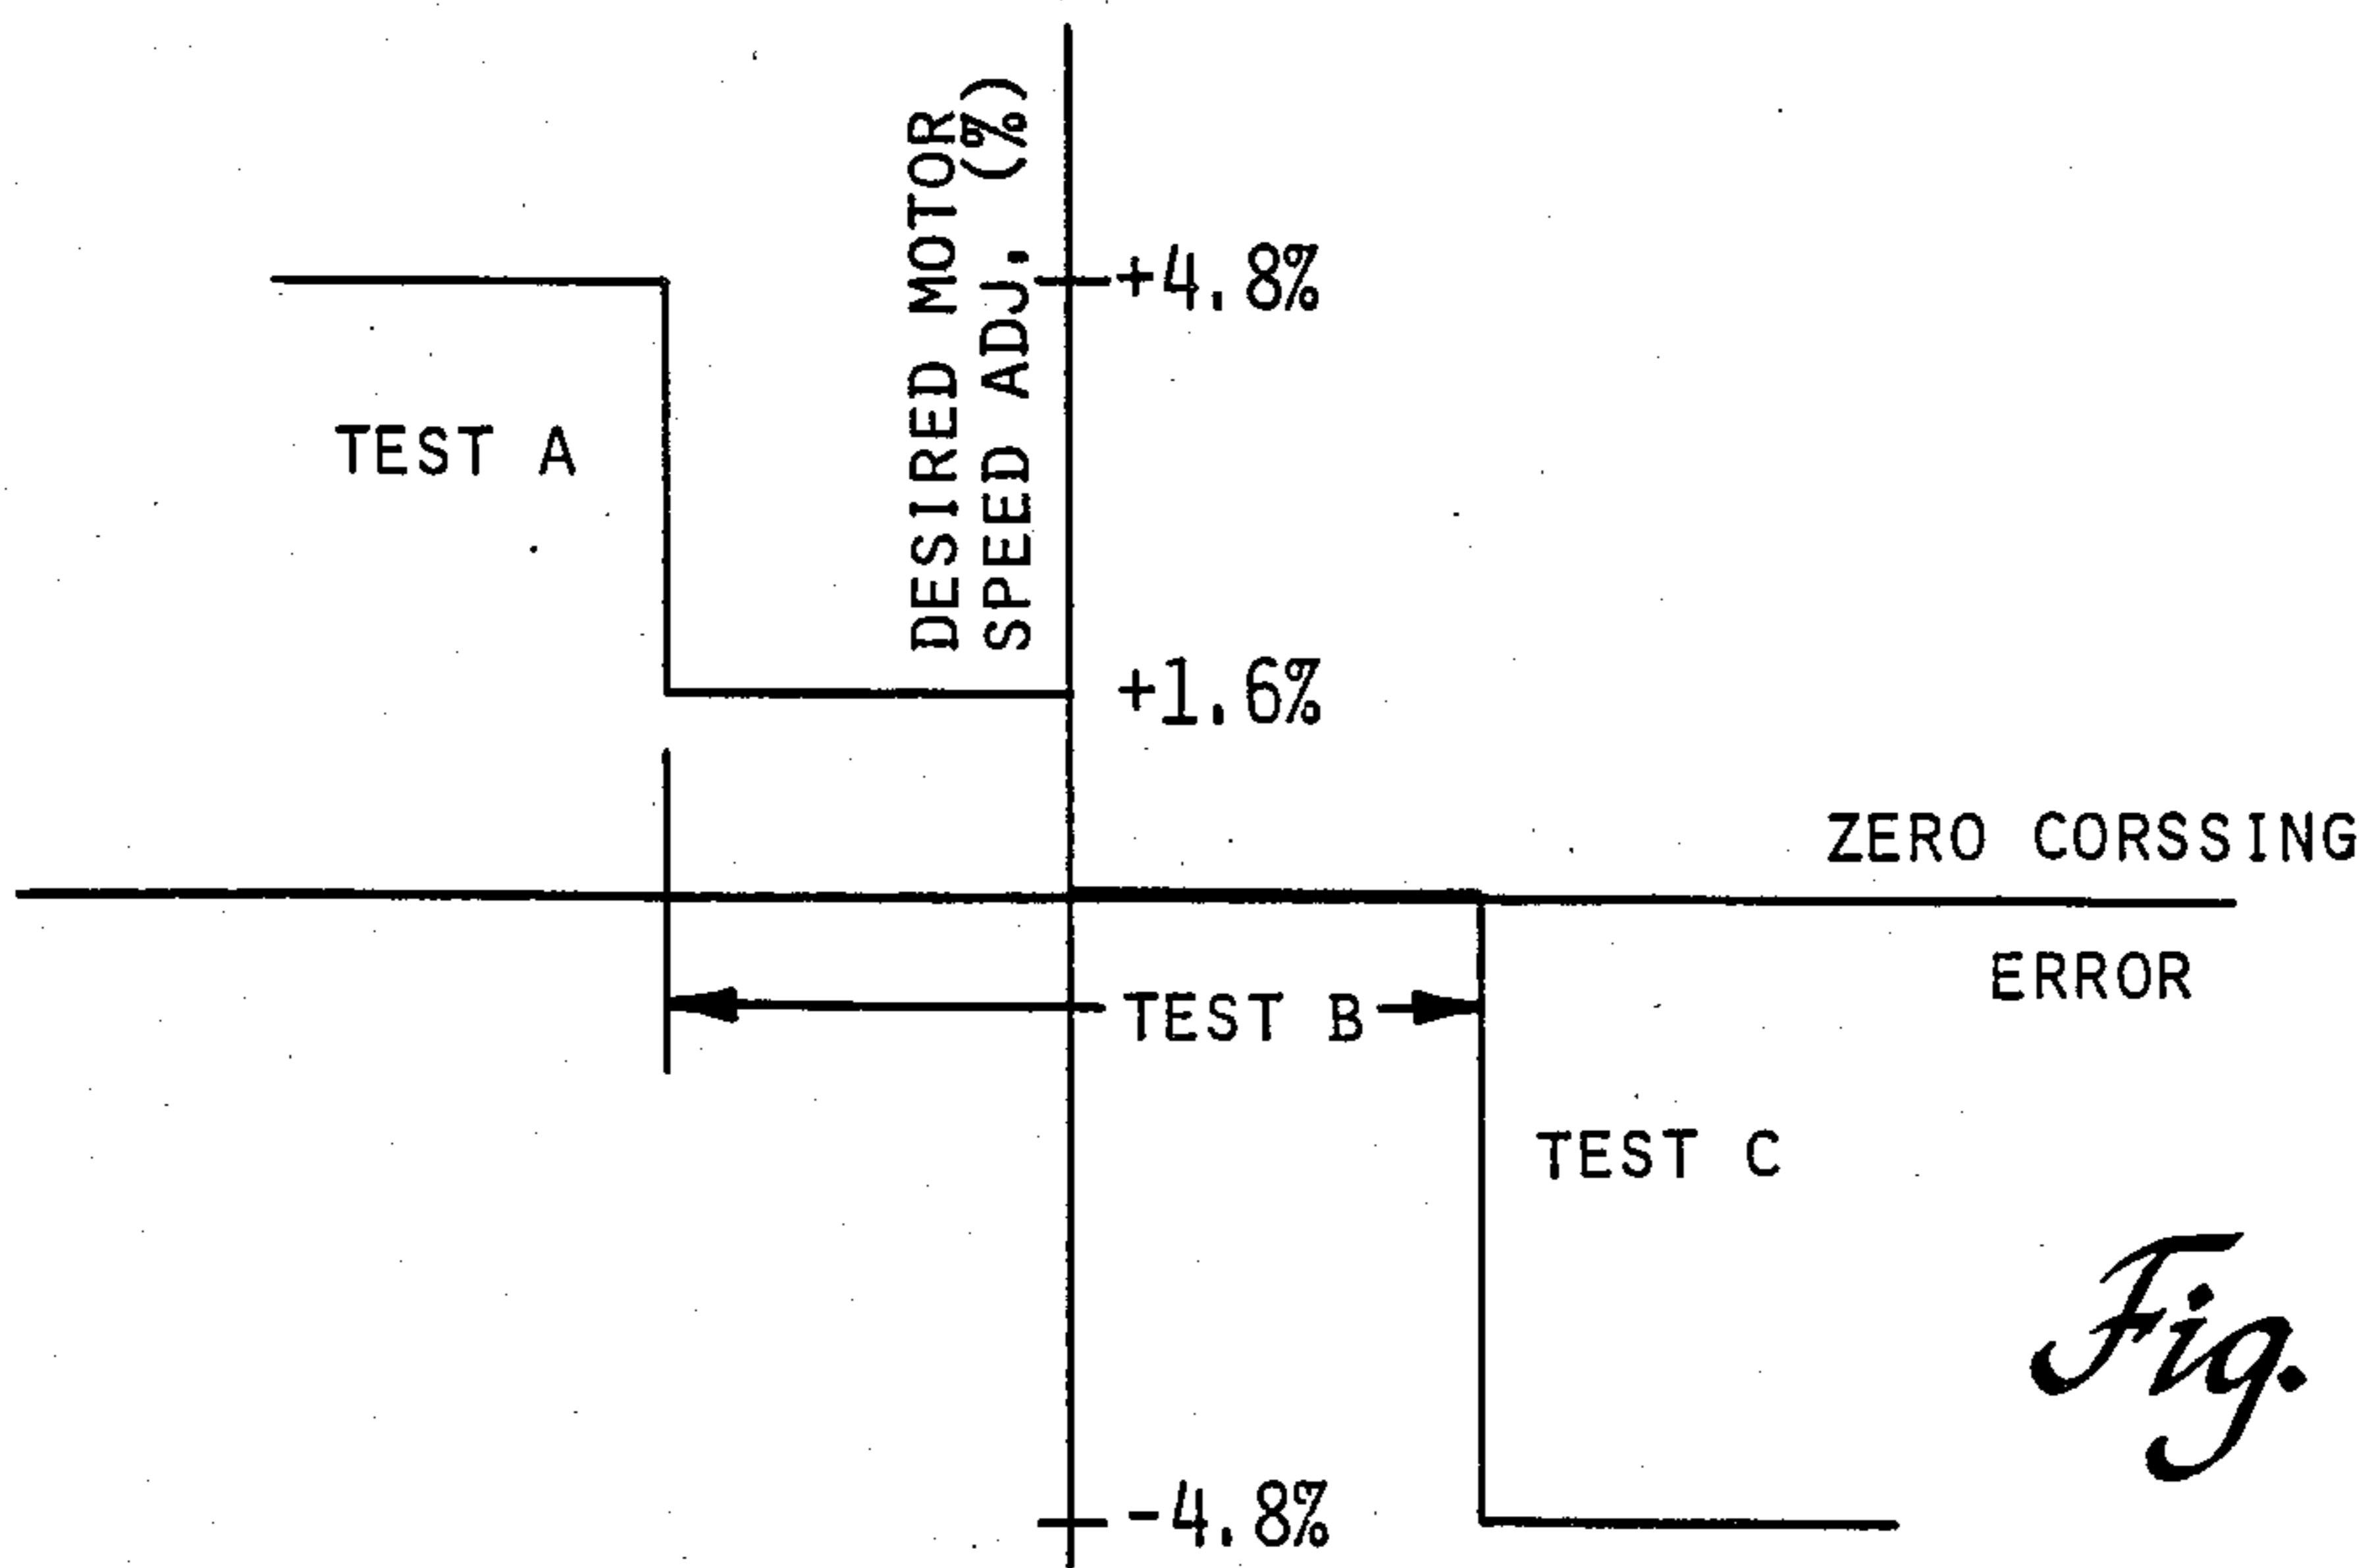 DESIRED MOTOR
SPEED ADJ. (%)
+4.8%
TEST A
+1.6%
ZERO CORSSING
ERROR
TEST B
TEST C
-4.8%
Fig.